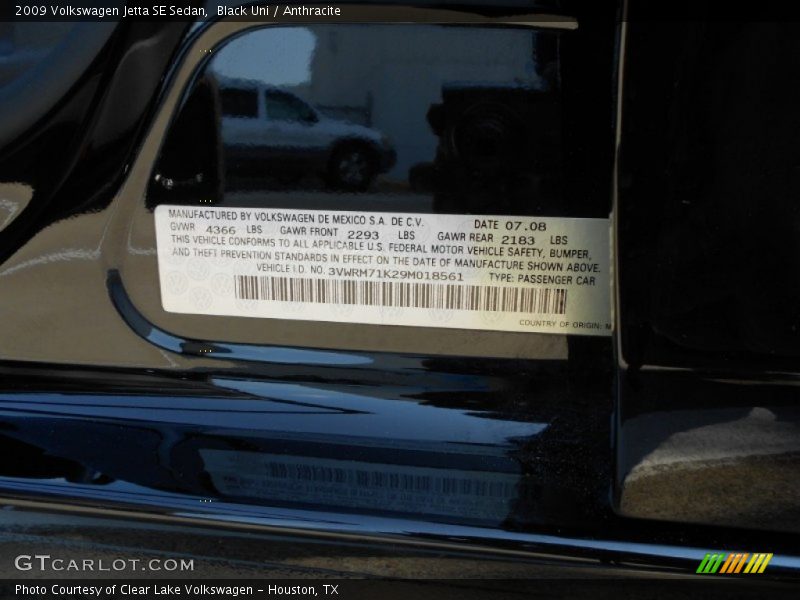 2009 Volkswagen Jetta SE Sedan, Black Uni / Anthracite
MANUFACTURED BY VOLKSWAGEN DE MEXICO S.A. DE C.V. DATE 07.08
GVWR 4366 LBS GAWR FRONT 2293 LBS GAWR REAR 2183 LBS
THIS VEHICLE CONFORMS TO ALL APPLICABLE U.S. FEDERAL MOTOR VEHICLE SAFETY, BUMPER,
AND THEFT PREVENTION STANDARDS IN EFFECT ON THE DATE OF MANUFACTURE SHOWN ABOVE.
VEHICLE I.D. NO. 3VWRM71K29M018561 TYPE: PASSENGER CAR
COUNTRY OF ORIGIN: M
GTCARLOT.COM
Photo Courtesy of Clear Lake Volkswagen - Houston, TX